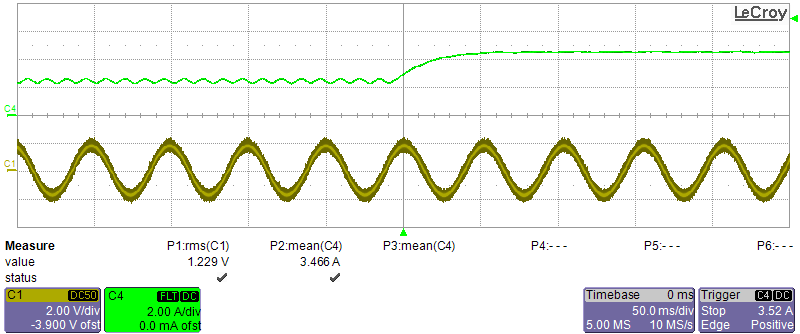 LeCroy
C4
C1
Measure P1:rms(C1) P2:mean(C4) P3:mean(C4) P4:--- P5:--- P6:---
value 1.229 V 3.466 A
status
C1 DC50 C4 FLT DC Timebase 0 ms Trigger C4 DC
2.00 V/div 2.00 A/div 50.0 ms/div Stop 3.52 A
-3.900 V ofst 0.0 mA ofst 5.00 MS 10 MS/s Edge Positive